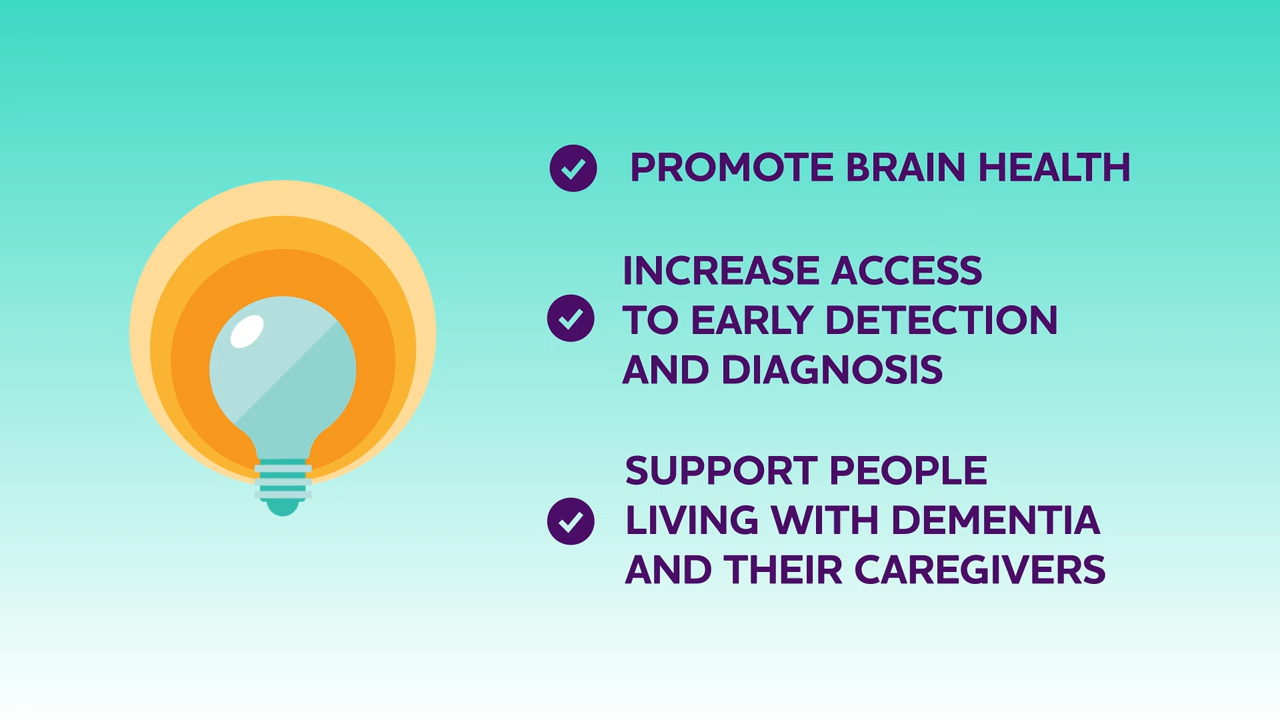 PROMOTE BRAIN HEALTH
INCREASE ACCESS
TO EARLY DETECTION
AND DIAGNOSIS
SUPPORT PEOPLE
LIVING WITH DEMENTIA
AND THEIR CAREGIVERS